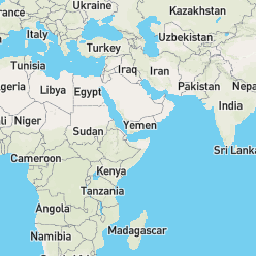 Ukraine
Kazakhstan
Italy
Turkey
Uzbekistan
Tunisia
Iraq
Iran
geria
Libya
Egypt
Pakistan
Nepa
India
ali
Niger
Sudan
Yemen
Cameroon
Sri Lanka
Kenya
Tanzania
Angola
Madagascar
Namibia